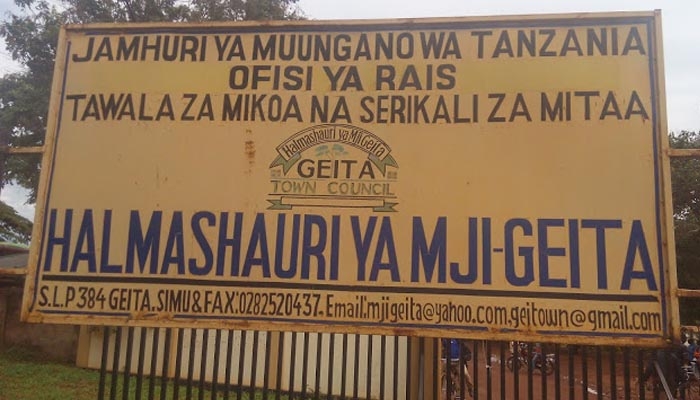 JAMHURI YA MUUNGANO WA TANZANIA
OFISI YA RAIS
TAWALA ZA MIKOA NA SERIKALI ZA MITAA
Halmashauri ya Mji Geita
GEITA
TOWN COUNCIL
HALMASHAURI YA MJI-GEITA
S.L.P 384 GEITA. SIMU & FAX:0282520437. Email:mjigeita@yahoo.com.geitown@gmail.com